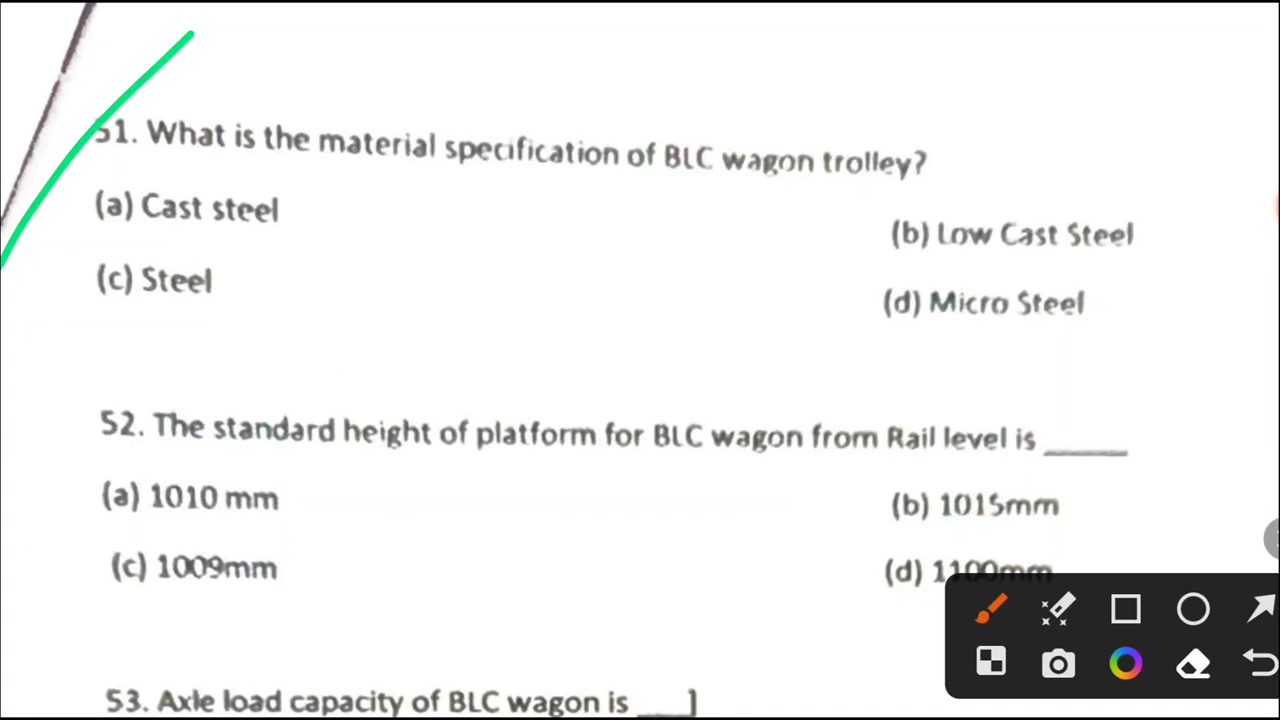 51. What is the material specification of BLC wagon trolley?
(a) Cast steel
(b) Low Cast Steel
(c) Steel
(d) Micro Steel
52. The standard height of platform for BLC wagon from Rail level is ______
(a) 1010 mm
(b) 1015mm
(c) 1009mm
(d) 1100mm
53. Axle load capacity of BLC wagon is ____]